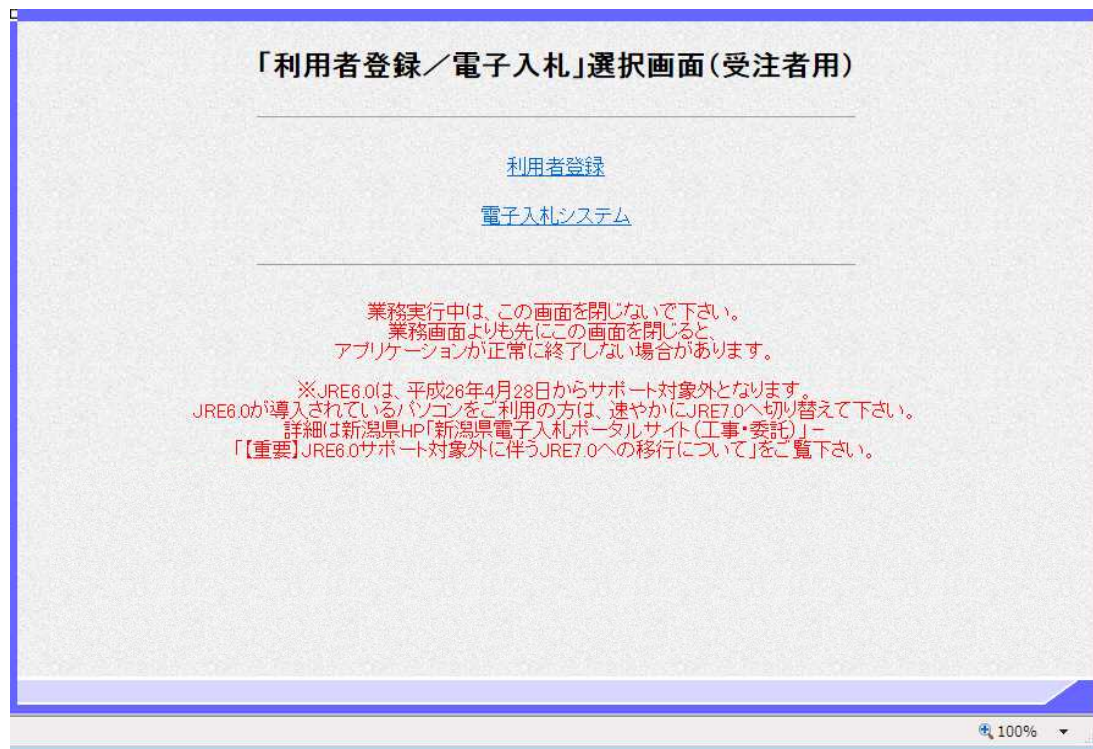 「利用者登録／電子入札」選択画面（受注者用）
利用者登録
電子入札システム
業務実行中は、この画面を閉じないで下さい。
業務画面よりも先にこの画面を閉じると、
アプリケーションが正常に終了しない場合があります。
※JRE6.0は、平成26年4月28日からサポート対象外となります。
JRE6.0が導入されているパソコンをご利用の方は、速やかにJRE7.0へ切り替えて下さい。
詳細は新潟県HP「新潟県電子入札ポータルサイト（工事・委託）」－
「【重要】JRE6.0サポート対象外に伴うJRE7.0への移行について」をご覧下さい。
100%